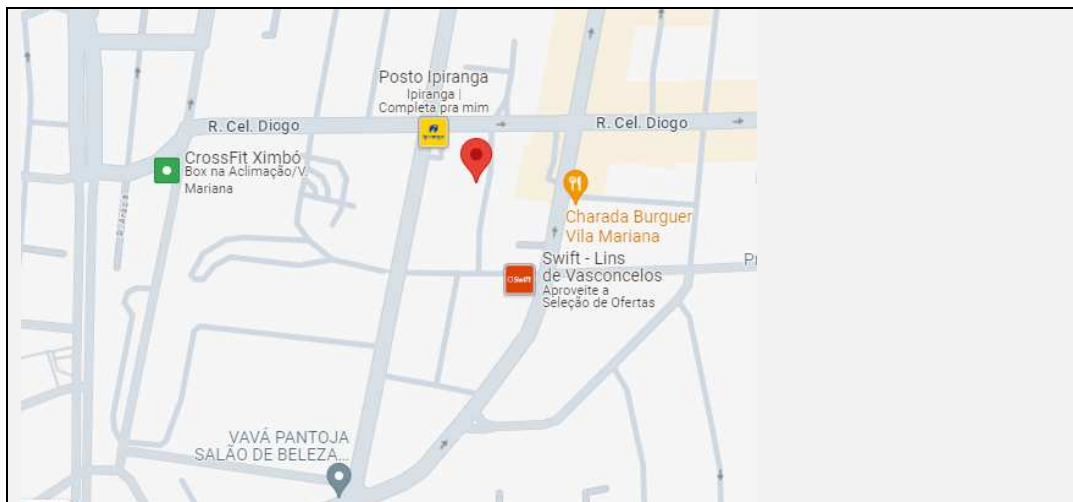 Posto Ipiranga
Ipiranga |
Completa pra mim
R. Cel. Diogo
R. Cel. Diogo
CrossFit Ximbó
Box na Aclimação/V.
Mariana
Charada Burguer
Vila Mariana
Swift - Lins
de Vasconcelos
Aproveite a
Seleção de Ofertas
Swift
VAVÁ PANTOJA
SALÃO DE BELEZA...